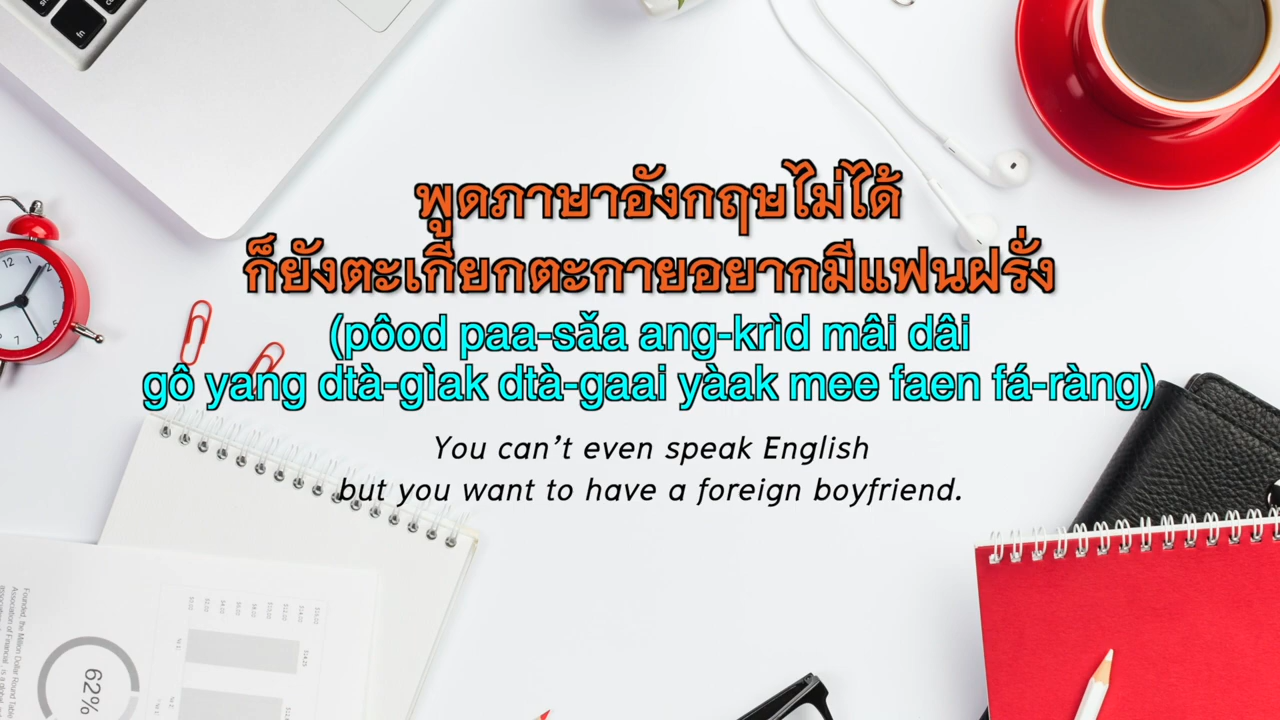 พูดภาษาอังกฤษไม่ได้
ก็ยังตะเกียกตะกายอยากมีแฟนฝรั่ง
(pôod paa-sǎa ang-krìd mâi dâi
gô yang dtà-gìak dtà-gaai yàak mee faen fá-ràng)
You can't even speak English
but you want to have a foreign boyfriend.
62%